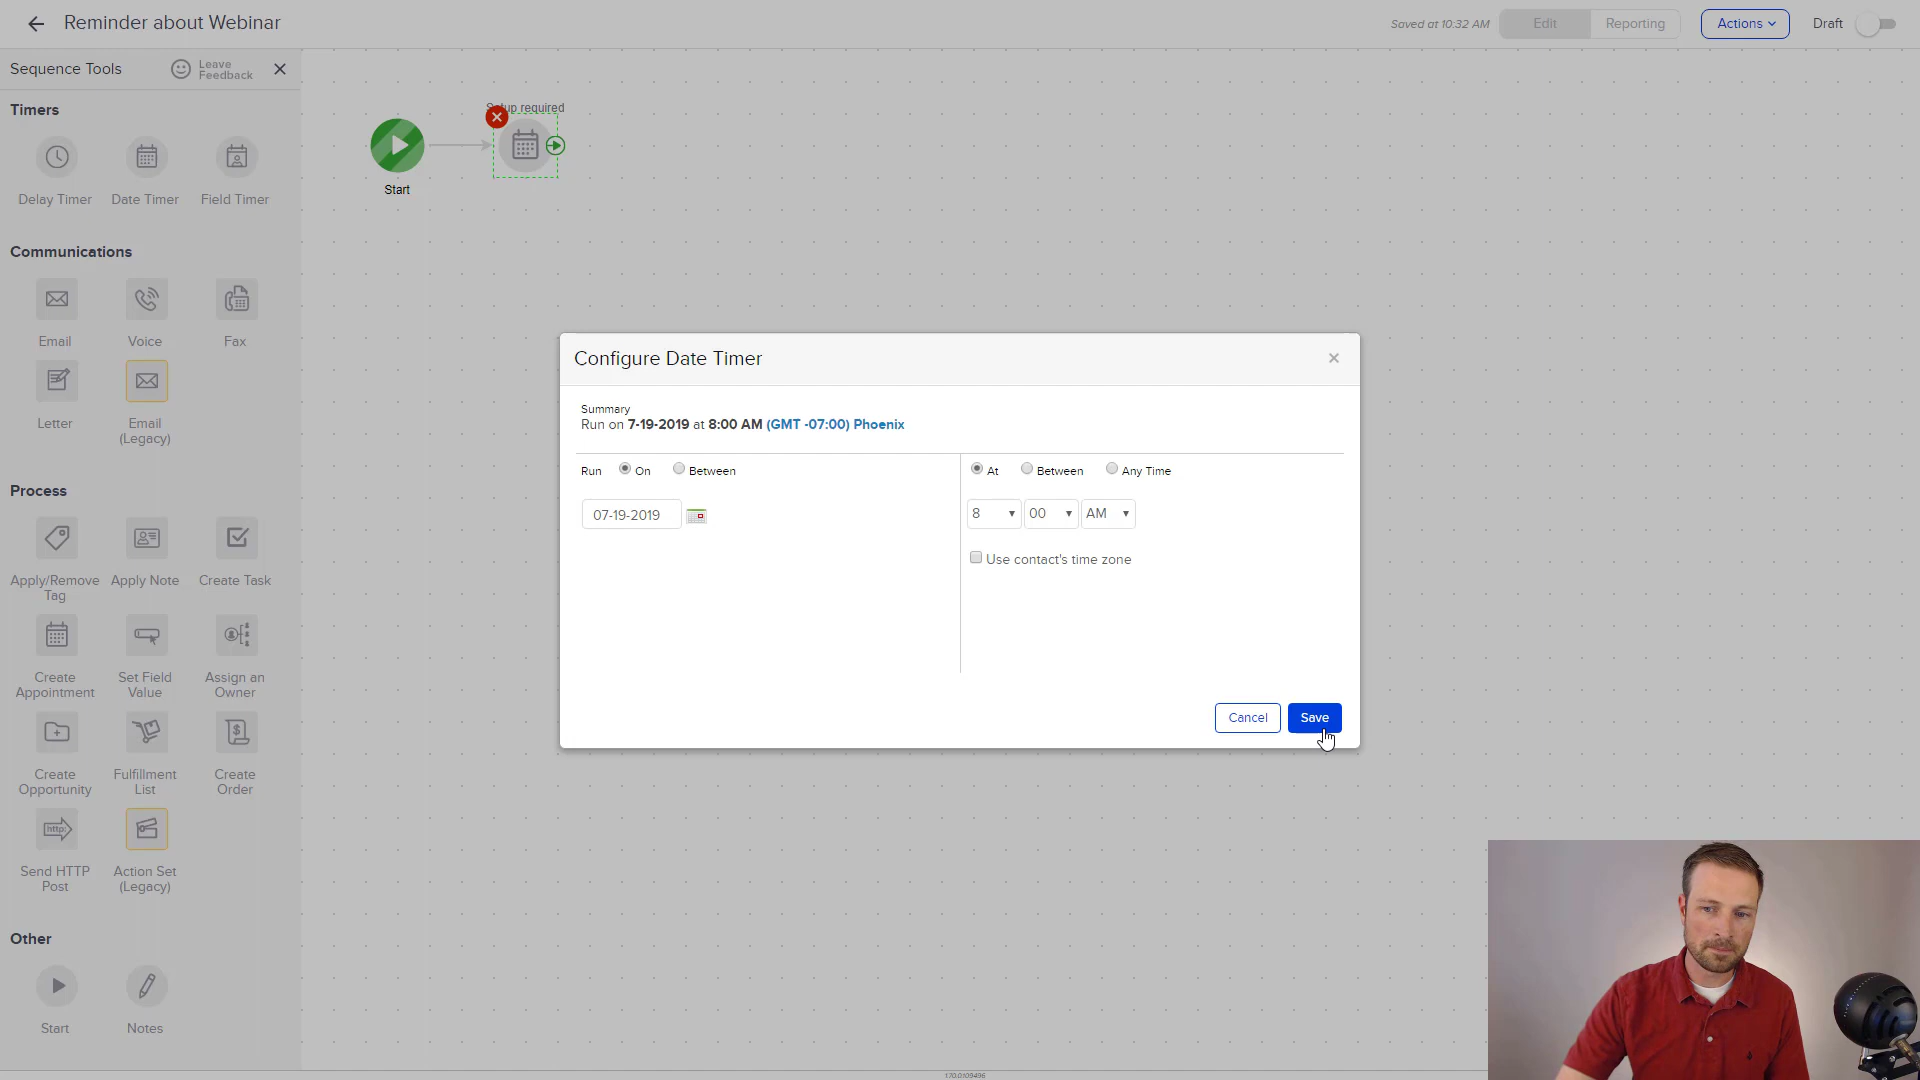 Reminder about Webinar
Saved at 10:32 AM
Edit
Reporting
Actions
Draft
Sequence Tools
Leave
Feedback
Timers
Delay Timer
Date Timer
Field Timer
Communications
Email
Voice
Fax
Letter
Email
(Legacy)
Process
Apply/Remove
Tag
Apply Note
Create Task
Create
Appointment
Set Field
Value
Assign an
Owner
Create
Opportunity
Fulfillment
List
Create
Order
http:
Send HTTP
Post
Action Set
(Legacy)
Other
Start
Notes
Setup required
Start
Configure Date Timer
Summary
Run on 7-19-2019 at 8:00 AM (GMT -07:00) Phoenix
Run
On
Between
07-19-2019
At
Between
Any Time
8
00
AM
Use contact's time zone
Cancel
Save